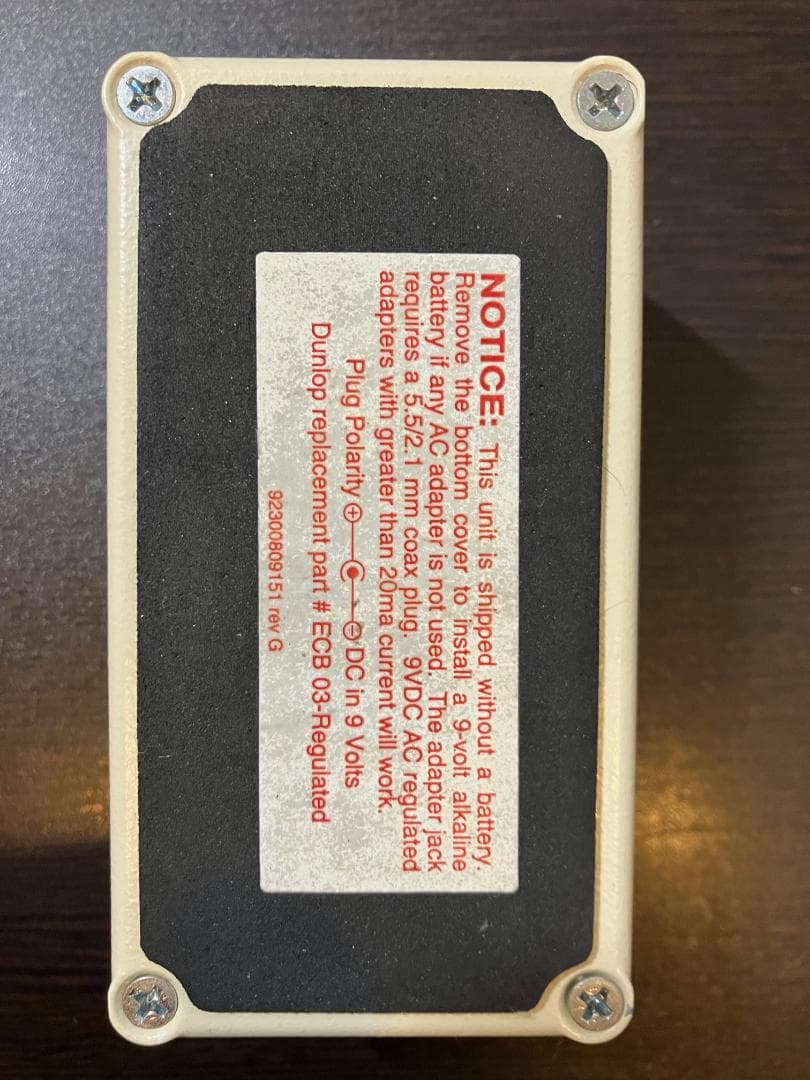 NOTICE: This unit is shipped without a battery.
Remove the bottom cover to install a 9-volt alkaline
battery if any AC adapter is not used. The adapter jack
requires a 5.5/2.1 mm coax plug. 9VDC AC regulated
adapters with greater than 20ma current will work.
Plug Polarity ⊕—C—⊖ DC in 9 Volts
Dunlop replacement part # ECB 03-Regulated
92300809151 rev G